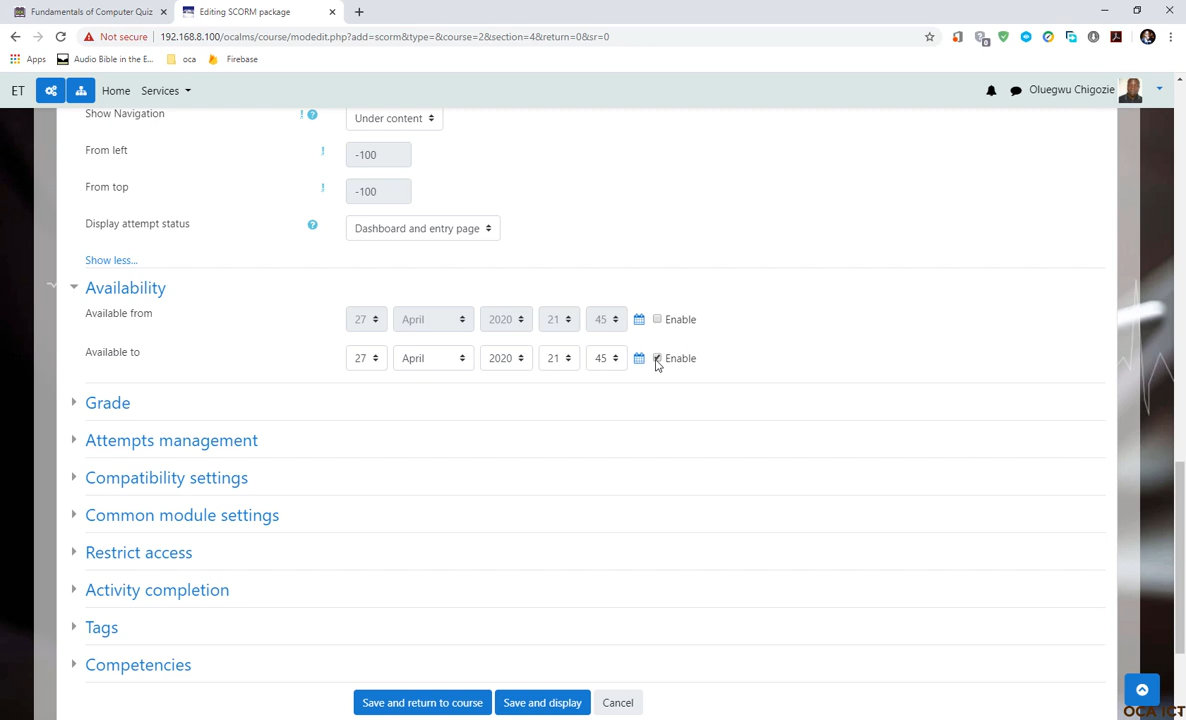 Fundamentals of Computer Quiz
Editing SCORM package
Not secure
192.168.8.100/ocalms/course/modedit.php?add=scorm&type=&course=2&section=4&return=0&sr=0
Apps
Audio Bible in the E...
oca
Firebase
ET
Home
Services
Oluegwu Chigozie
Show Navigation
Under content
From left
-100
From top
-100
Display attempt status
Dashboard and entry page
Show less...
Availability
Available from
27 April 2020 21 45 Enable
Available to
27 April 2020 21 45 Enable
Grade
Attempts management
Compatibility settings
Common module settings
Restrict access
Activity completion
Tags
Competencies
Save and return to course
Save and display
Cancel
OCA ICT